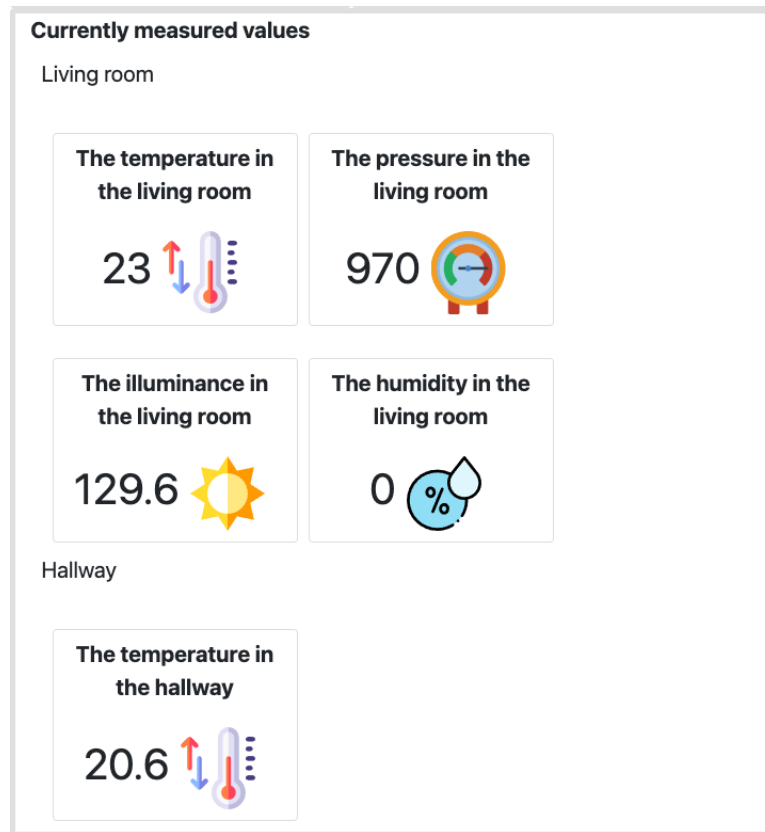 Currently measured values
Living room
The temperature in
the living room
23
The pressure in the
living room
970
The illuminance in
the living room
129.6
The humidity in the
living room
0
%
Hallway
The temperature in
the hallway
20.6